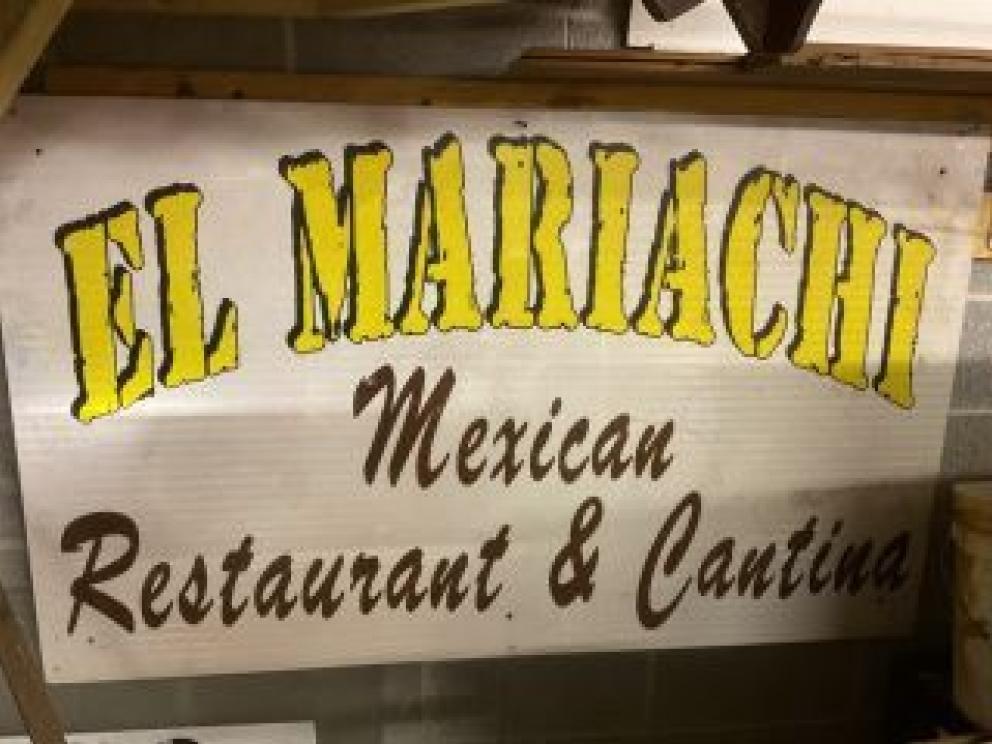 EL MARIACHI
Mexican
Restaurant & Cantina